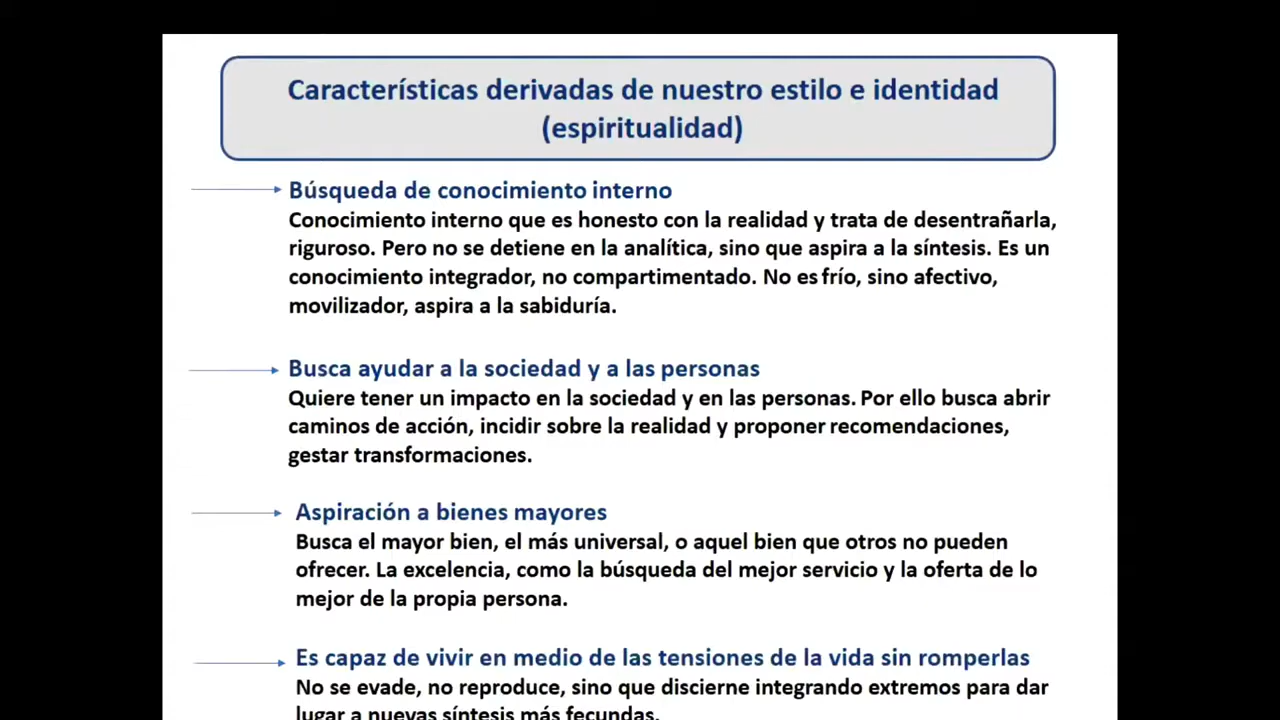 Características derivadas de nuestro estilo e identidad
(espiritualidad)
Búsqueda de conocimiento interno
Conocimiento interno que es honesto con la realidad y trata de desentrañarla,
riguroso. Pero no se detiene en la analítica, sino que aspira a la síntesis. Es un
conocimiento integrador, no compartimentado. No es frío, sino afectivo,
movilizador, aspira a la sabiduría.
Busca ayudar a la sociedad y a las personas
Quiere tener un impacto en la sociedad y en las personas. Por ello busca abrir
caminos de acción, incidir sobre la realidad y proponer recomendaciones,
gestar transformaciones.
Aspiración a bienes mayores
Busca el mayor bien, el más universal, o aquel bien que otros no pueden
ofrecer. La excelencia, como la búsqueda del mejor servicio y la oferta de lo
mejor de la propia persona.
Es capaz de vivir en medio de las tensiones de la vida sin romperlas
No se evade, no reproduce, sino que discierne integrando extremos para dar
lugar a nuevas síntesis más fecundas.